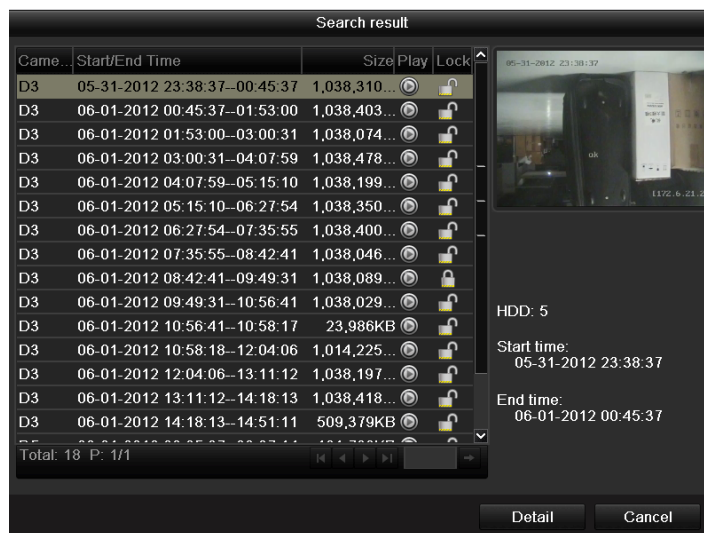 Search result
Came... Start/End Time Size Play Lock
D3 05-31-2012 23:38:37--00:45:37 1,038,310...
D3 06-01-2012 00:45:37--01:53:00 1,038,403...
D3 06-01-2012 01:53:00--03:00:31 1,038,074...
D3 06-01-2012 03:00:31--04:07:59 1,038,478...
D3 06-01-2012 04:07:59--05:15:10 1,038,199...
D3 06-01-2012 05:15:10--06:27:54 1,038,350...
D3 06-01-2012 06:27:54--07:35:55 1,038,400...
D3 06-01-2012 07:35:55--08:42:41 1,038,046...
D3 06-01-2012 08:42:41--09:49:31 1,038,089...
D3 06-01-2012 09:49:31--10:56:41 1,038,029...
D3 06-01-2012 10:56:41--10:58:17 23,986KB
D3 06-01-2012 10:58:18--12:04:06 1,014,225...
D3 06-01-2012 12:04:06--13:11:12 1,038,197...
D3 06-01-2012 13:11:12--14:18:13 1,038,418...
D3 06-01-2012 14:18:13--14:51:11 509,379KB
Total: 18 P: 1/1
05-31-2012 23:38:37
ok
[172.6.21.2
HDD: 5
Start time:
05-31-2012 23:38:37
End time:
06-01-2012 00:45:37
Detail Cancel